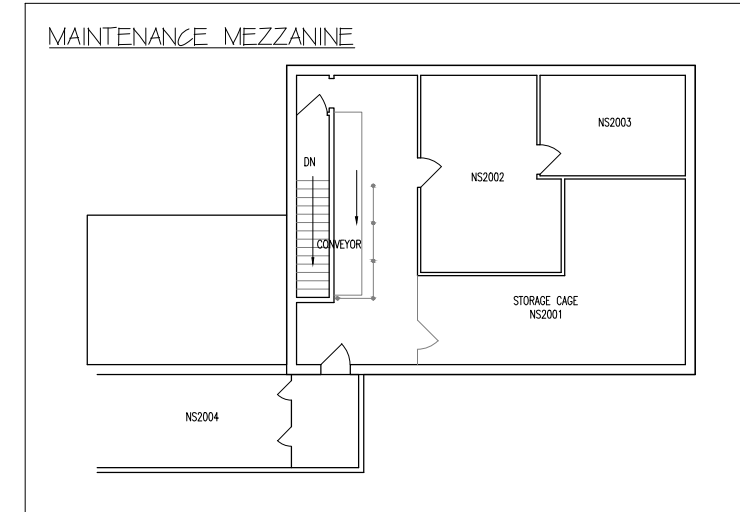 MAINTENANCE MEZZANINE
NS2003
DN
NS2002
CONVEYOR
STORAGE CAGE
NS2001
NS2004